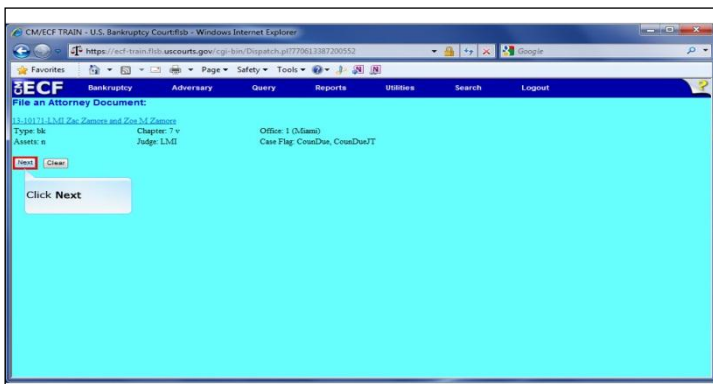 CM/ECF TRAIN - U.S. Bankruptcy Court:flsb - Windows Internet Explorer
https://ecf-train.flsb.uscourts.gov/cgi-bin/Dispatch.pl?770613387200552
Google
Favorites Page Safety Tools
ECF Bankruptcy Adversary Query Reports Utilities Search Logout ?
File an Attorney Document:
13-10171-LMI Zac Zamore and Zoe M Zamore
Type: bk Chapter: 7 v Office: 1 (Miami)
Assets: n Judge: LMI Case Flag: CounDue, CounDueJT
Next Clear
Click Next